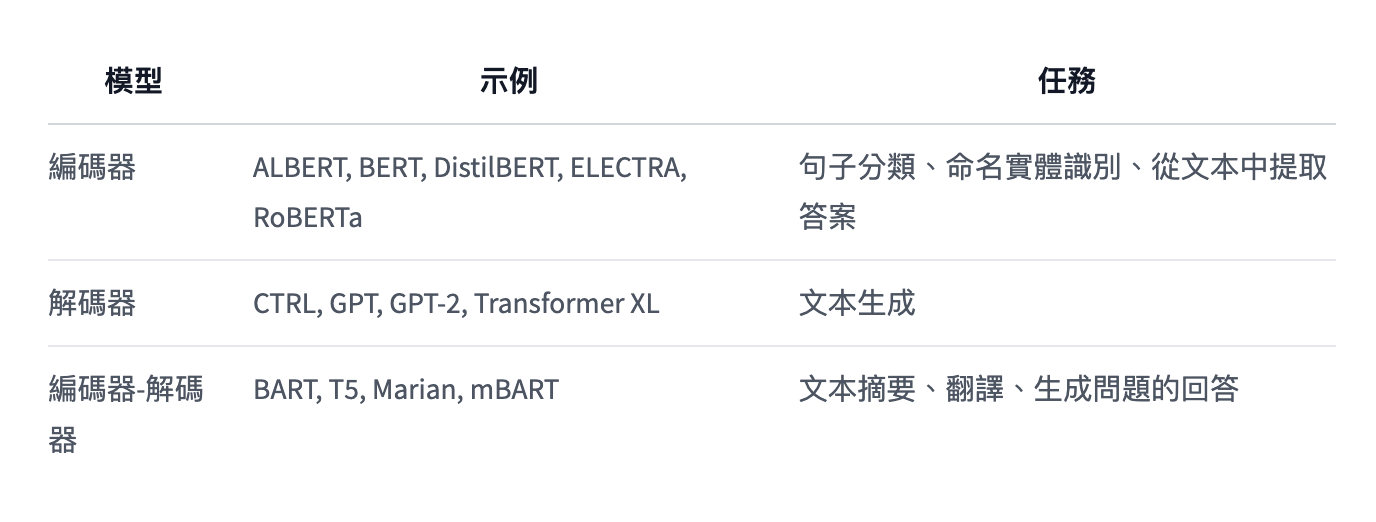 模型 示例 任務
編碼器 ALBERT, BERT, DistilBERT, ELECTRA, 句子分類、命名實體識別、從文本中提取
RoBERTa 答案
解碼器 CTRL, GPT, GPT-2, Transformer XL 文本生成
編碼器-解碼 BART, T5, Marian, mBART 文本摘要、翻譯、生成問題的回答
器